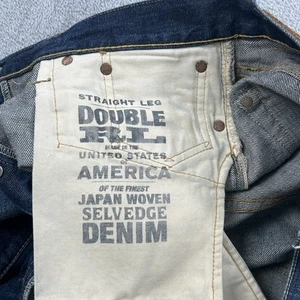 STRAIGHT LEG
DOUBLE
RL
MADE IN THE
UNITED STATES
OF
AMERICA
OF THE FINEST
JAPAN WOVEN
SELVEDGE
DENIM